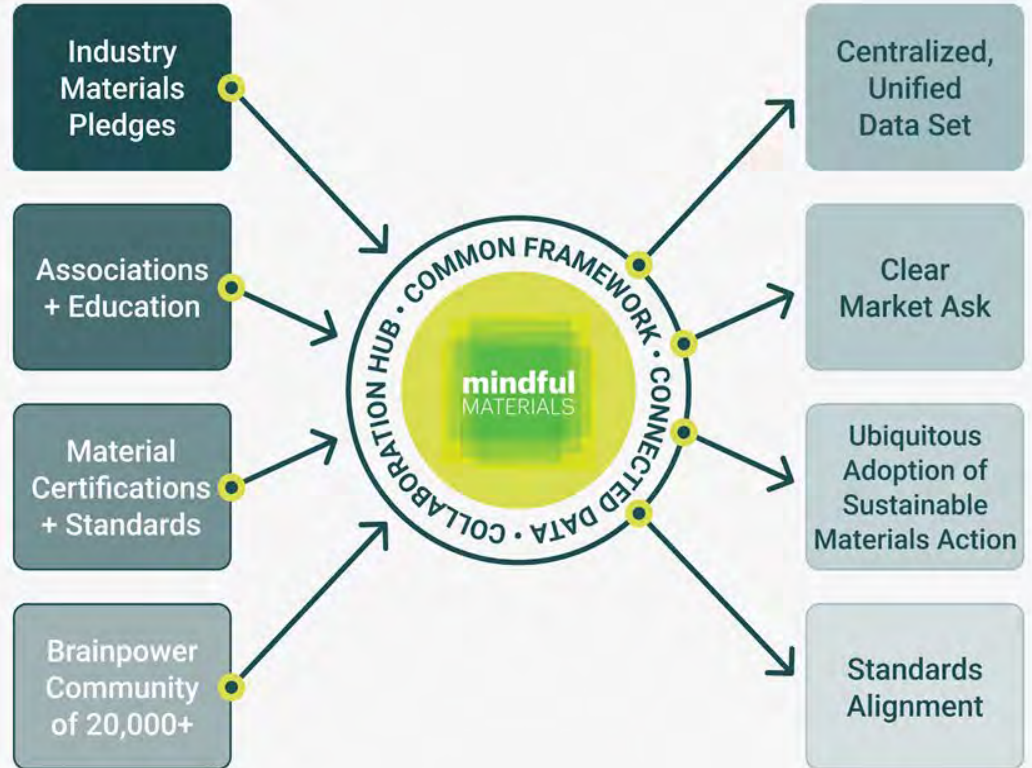 Industry
Materials
Pledges
Associations
+ Education
Material
Certifications
+ Standards
Brainpower
Community
of 20,000+
COLLABORATION HUB • COMMON FRAMEWORK • CONNECTED DATA •
mindful
MATERIALS
Centralized,
Unified
Data Set
Clear
Market Ask
Ubiquitous
Adoption of
Sustainable
Materials Action
Standards
Alignment